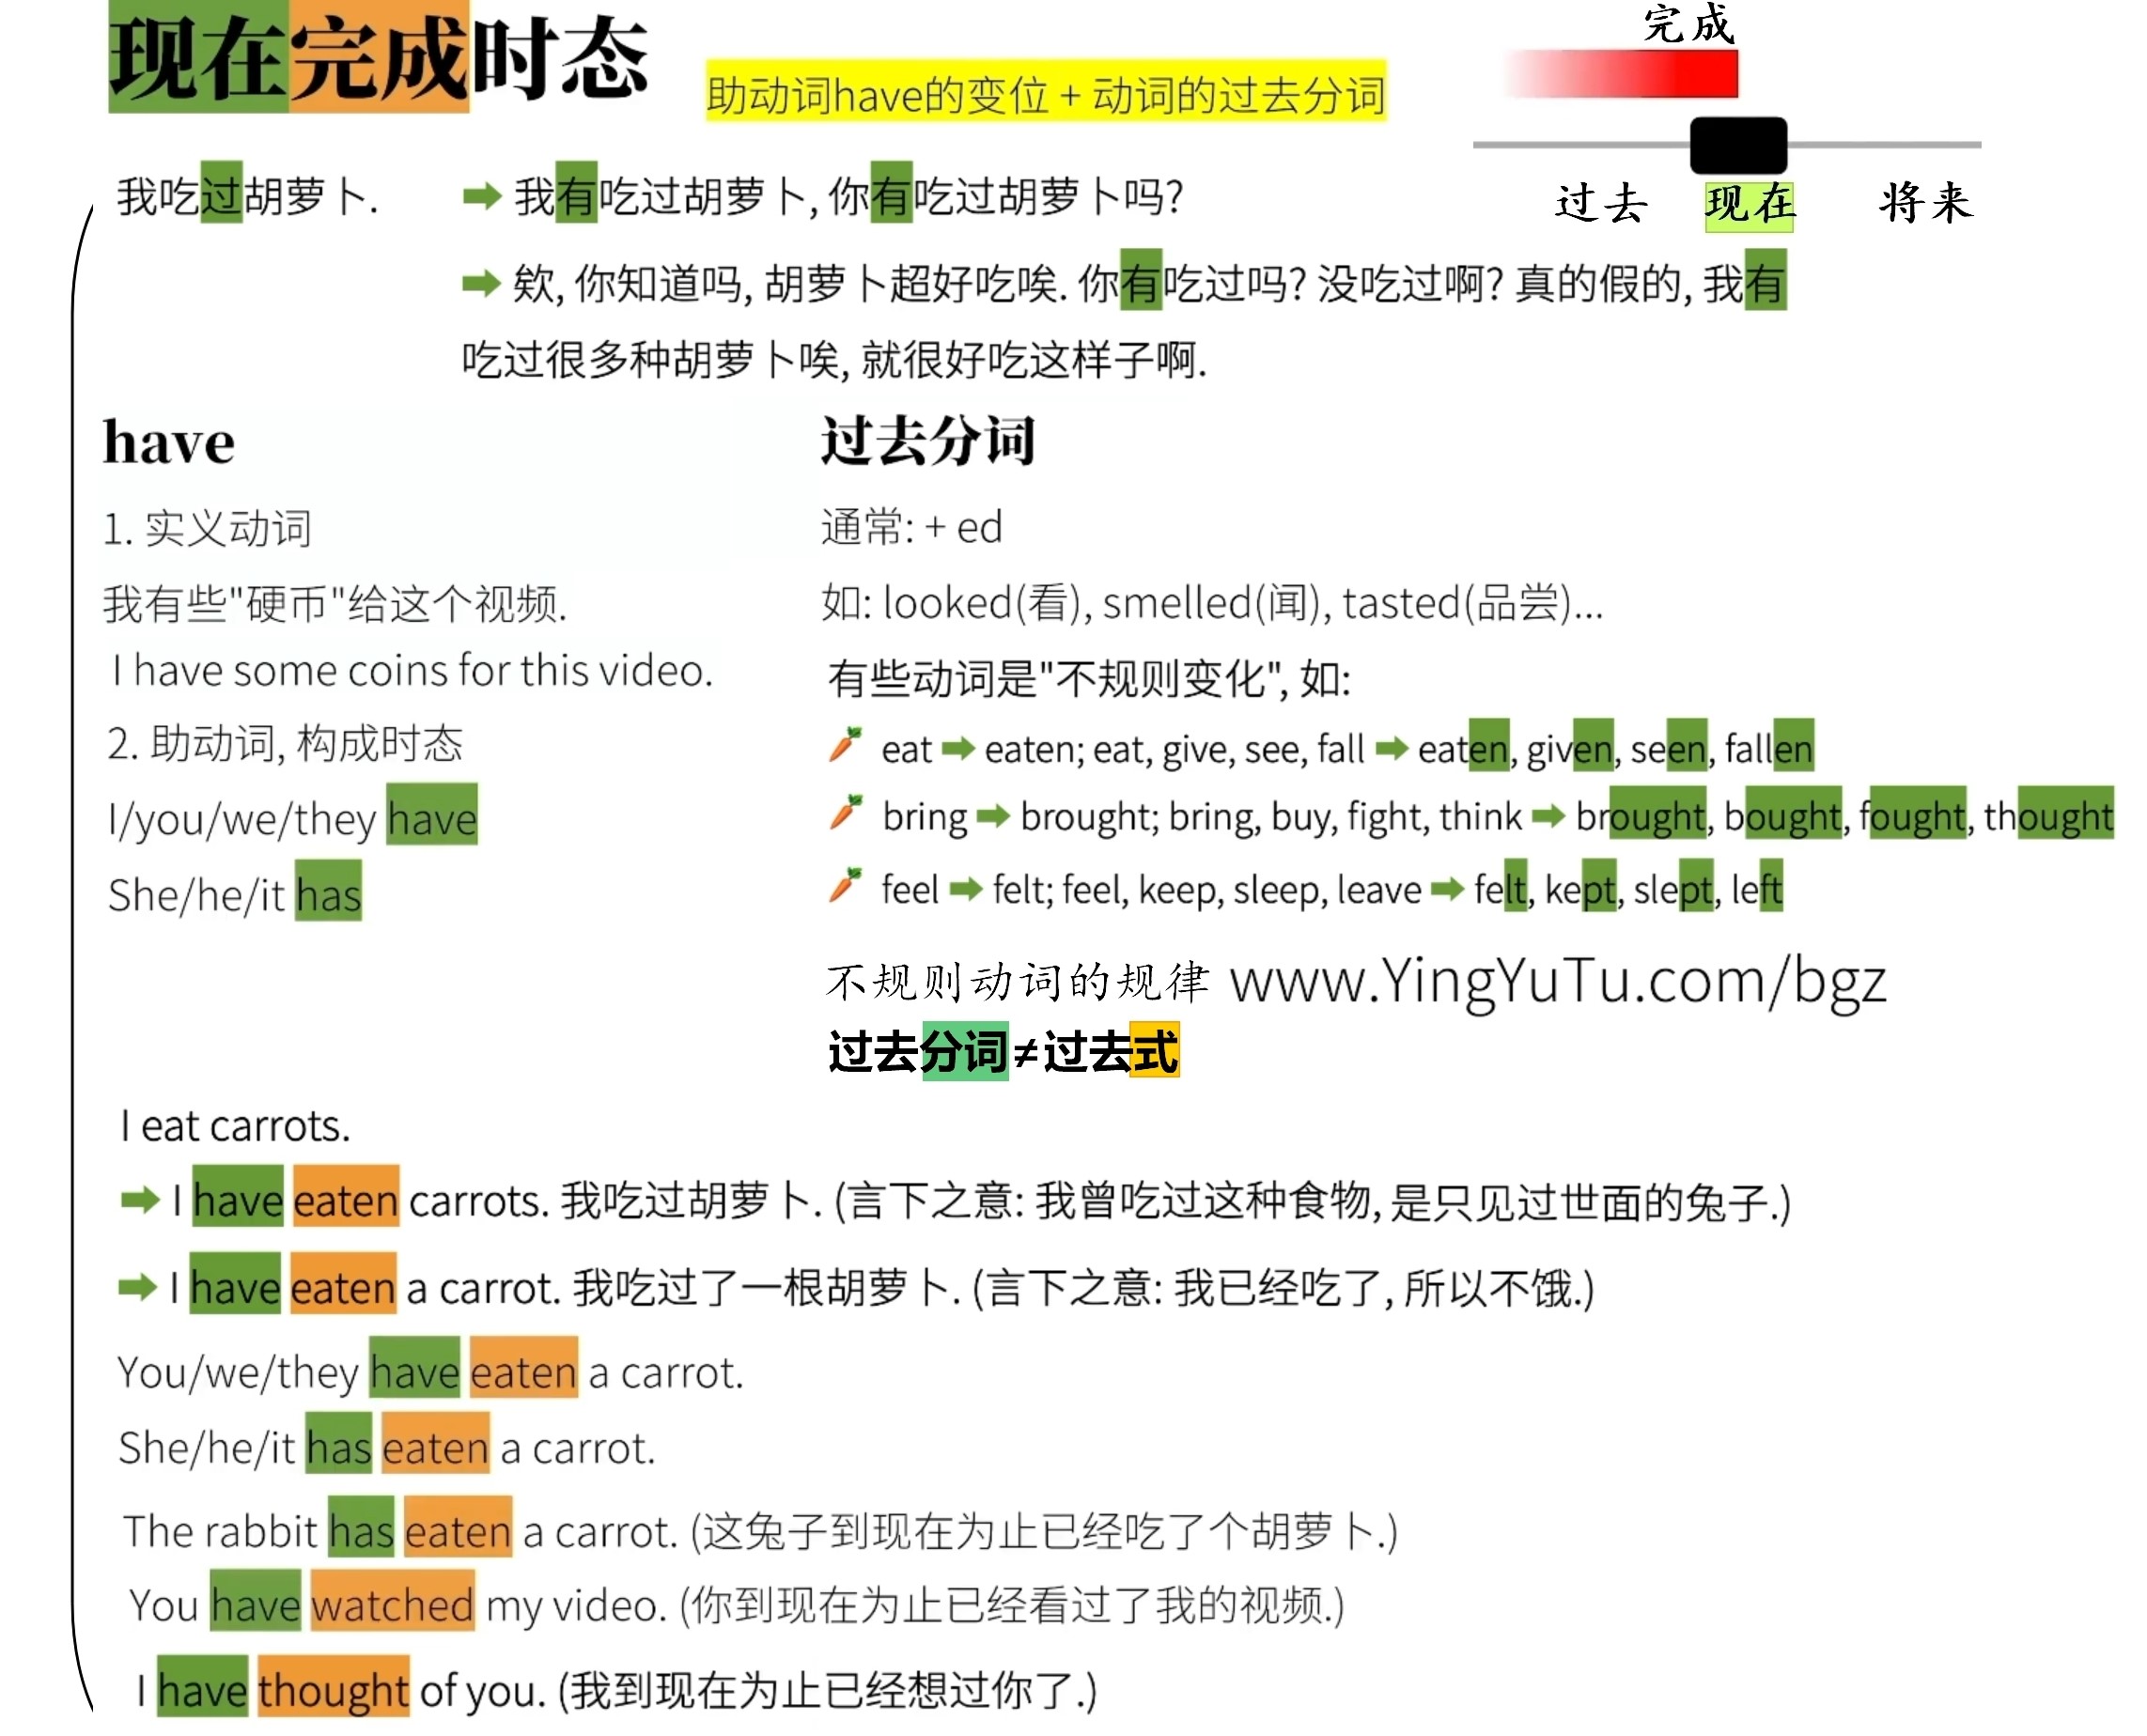 现在完成时态
助动词have的变位 + 动词的过去分词
完成
过去 现在 将来
我吃过胡萝卜. 我有吃过胡萝卜, 你有吃过胡萝卜吗?
欸, 你知道吗, 胡萝卜超好吃唉. 你有吃过吗? 没吃过啊? 真的假的, 我有
吃过很多种胡萝卜唉, 就很好吃这样子啊.
have
1. 实义动词
我有些"硬币"给这个视频.
I have some coins for this video.
2. 助动词, 构成时态
I/you/we/they have
She/he/it has
过去分词
通常: + ed
如: looked(看), smelled(闻), tasted(品尝)...
有些动词是"不规则变化", 如:
eat ➡ eaten; eat, give, see, fall ➡ eaten, given, seen, fallen
bring ➡ brought; bring, buy, fight, think ➡ brought, bought, fought, thought
feel ➡ felt; feel, keep, sleep, leave ➡ felt, kept, slept, left
不规则动词的规律 www.YingYuTu.com/bgz
过去分词≠过去式
I eat carrots.
➡ I have eaten carrots. 我吃过胡萝卜. (言下之意: 我曾吃过这种食物, 是只见过世面的兔子.)
➡ I have eaten a carrot. 我吃过了一根胡萝卜. (言下之意: 我已经吃了, 所以不饿.)
You/we/they have eaten a carrot.
She/he/it has eaten a carrot.
The rabbit has eaten a carrot. (这兔子到现在为止已经吃了个胡萝卜.)
You have watched my video. (你到现在为止已经看过了我的视频.)
I have thought of you. (我到现在为止已经想过你了.)